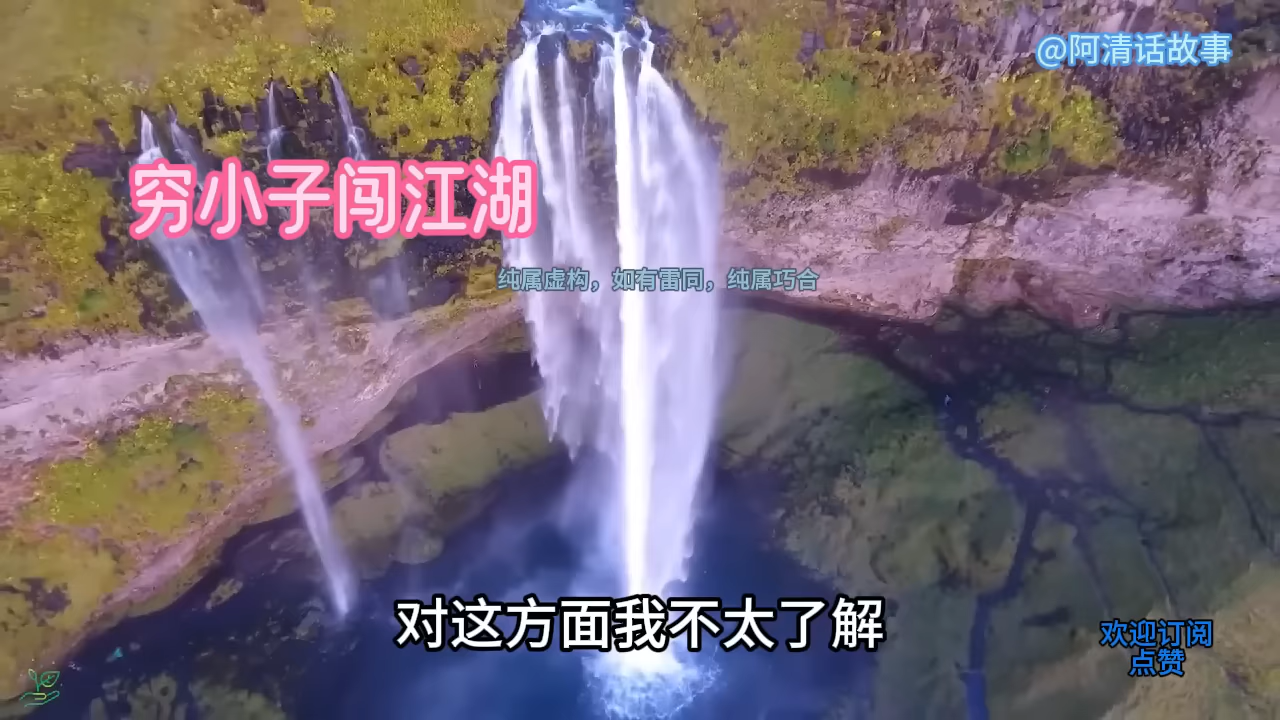 @阿清话故事
穷小子闯江湖
纯属虚构，如有雷同，纯属巧合
对这方面我不太了解
欢迎订阅
点赞